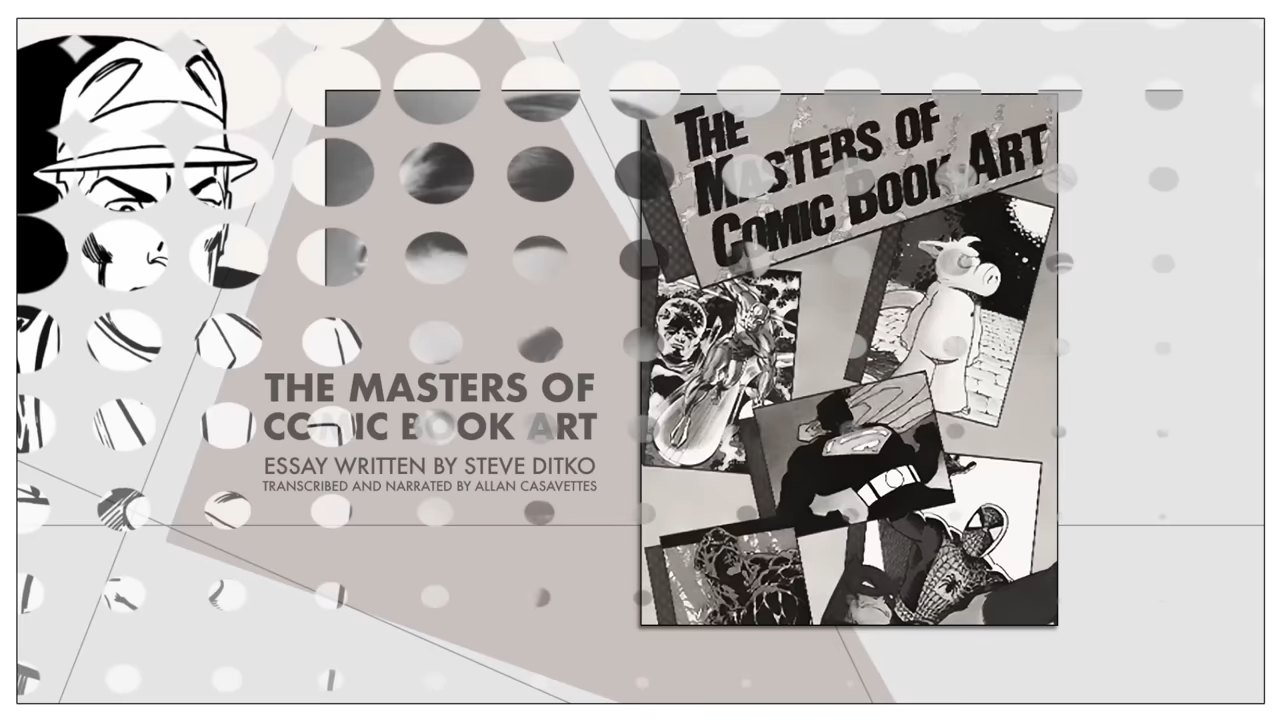 THE MASTERS OF
COMIC BOOK ART
ESSAY WRITTEN BY STEVE DITKO
TRANSCRIBED AND NARRATED BY ALLAN CASAVETTES
THE
MASTERS OF
COMIC BOOK ART